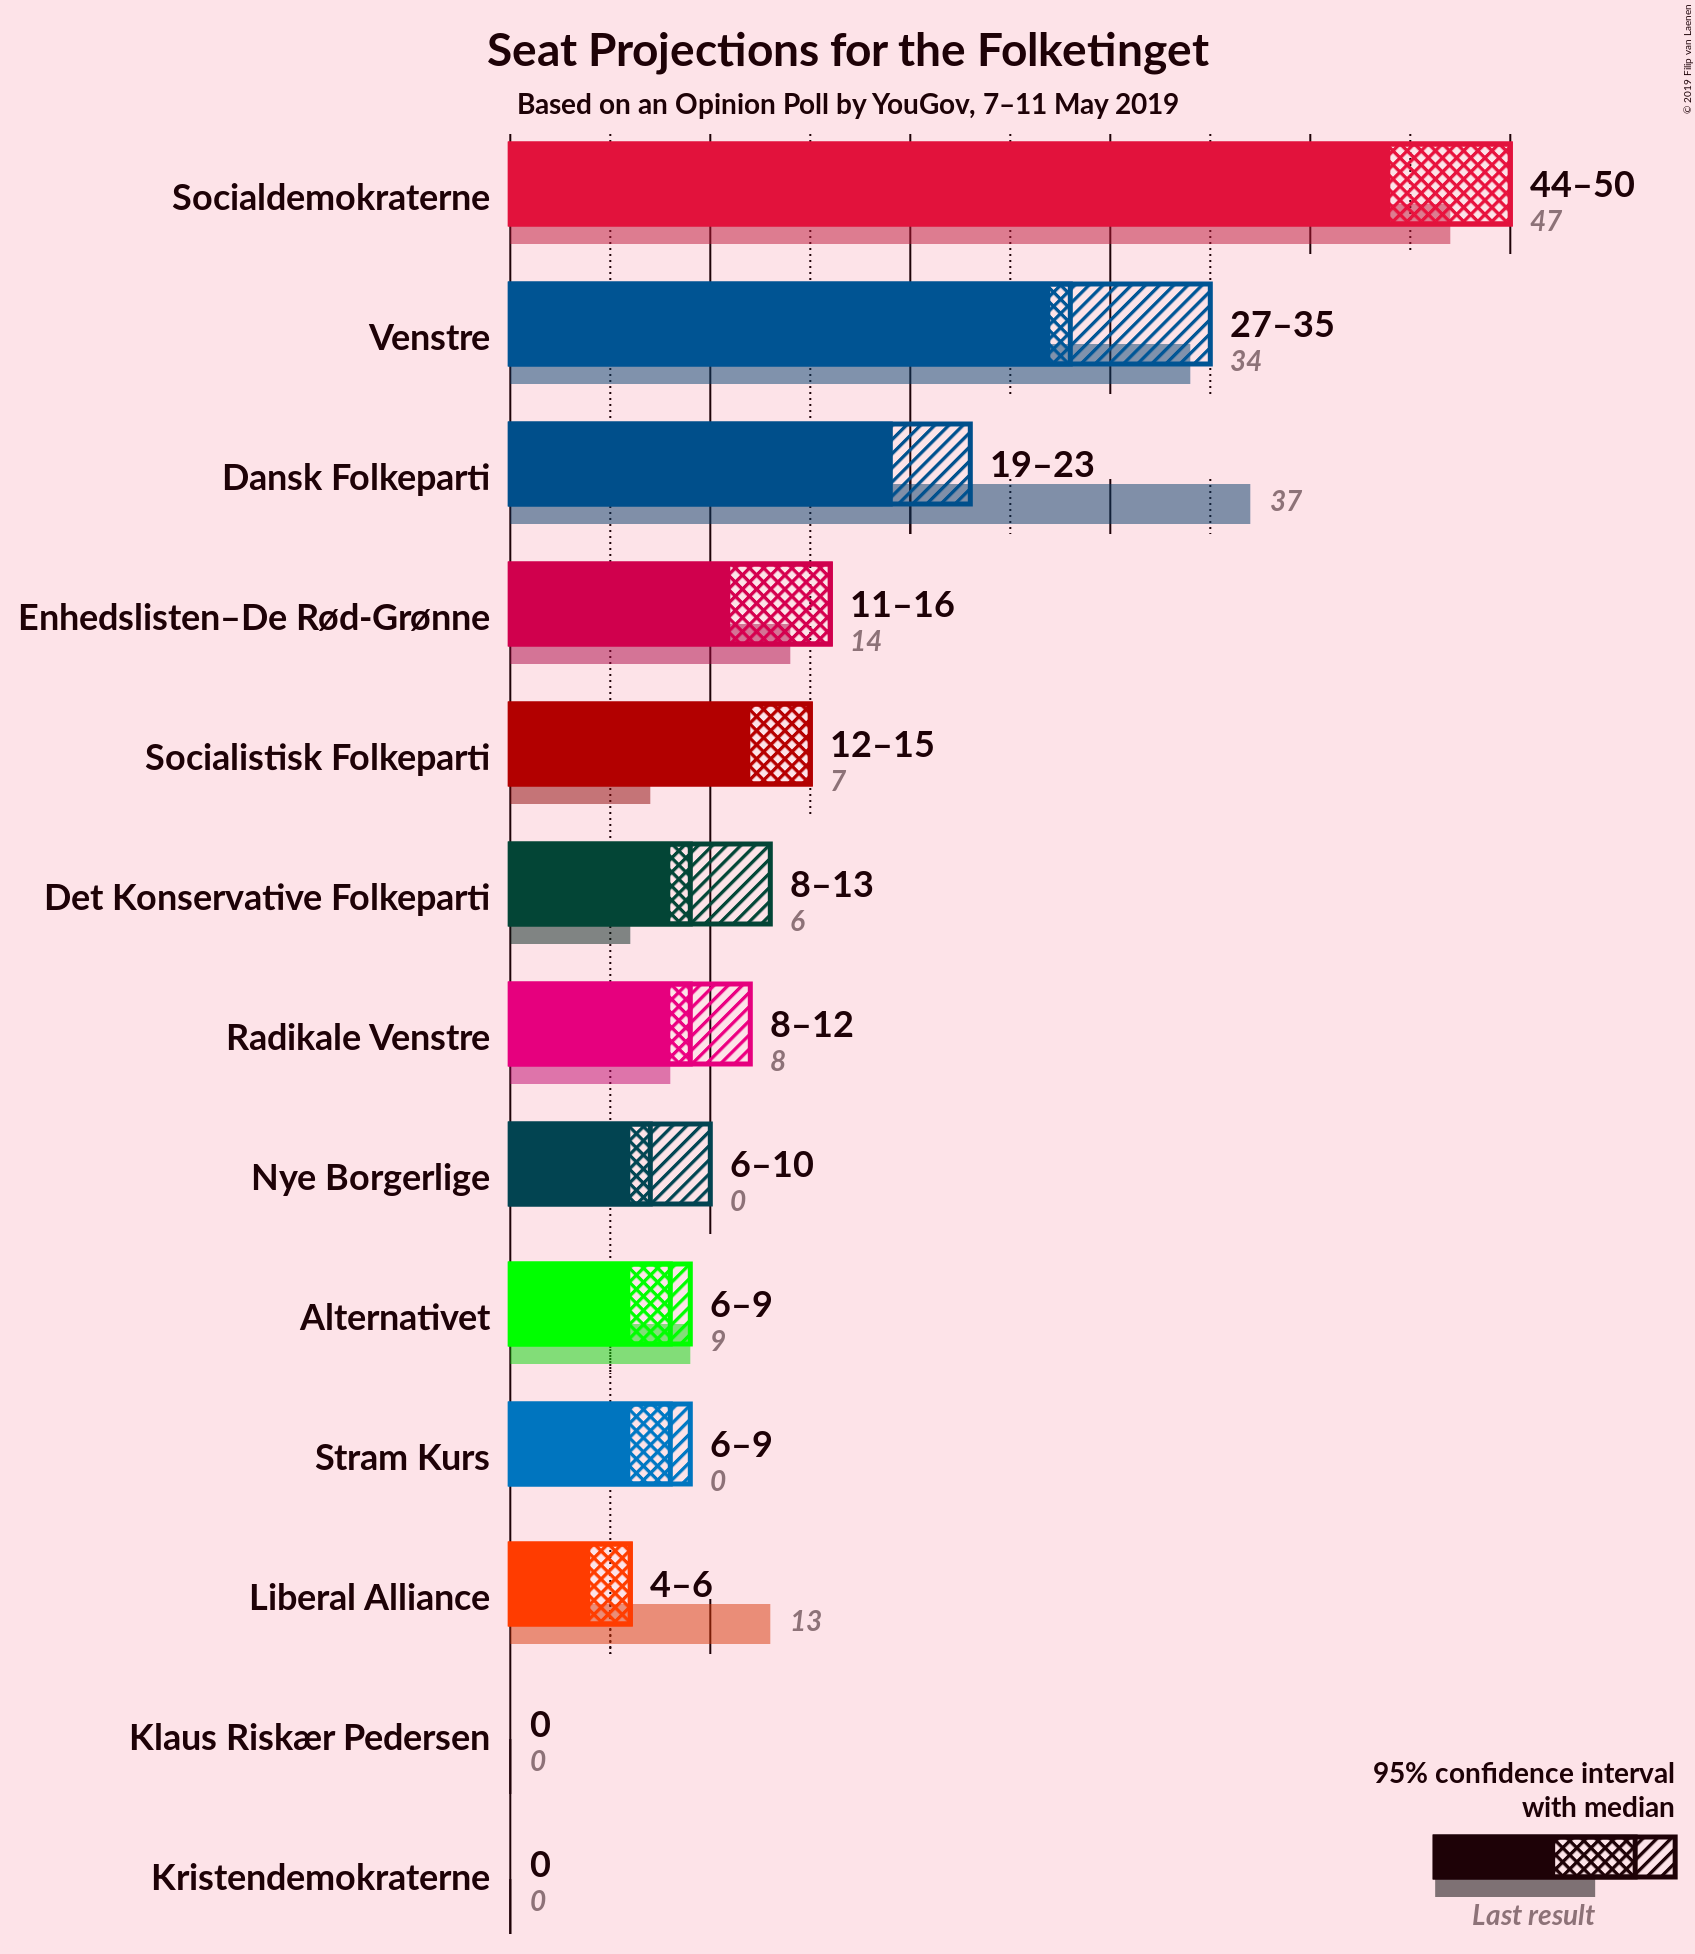 Seat Projections for the Folketinget
Based on an Opinion Poll by YouGov, 7–11 May 2019
© 2019 Filip van Laenen
Socialdemokraterne
44–50
47
Venstre
27–35
34
Dansk Folkeparti
19–23
37
Enhedslisten–De Rød-Grønne
11–16
14
Socialistisk Folkeparti
12–15
7
Det Konservative Folkeparti
8–13
6
Radikale Venstre
8–12
8
Nye Borgerlige
6–10
0
Alternativet
6–9
9
Stram Kurs
6–9
0
Liberal Alliance
4–6
13
Klaus Riskær Pedersen
0
0
Kristendemokraterne
0
0
95% confidence interval
with median
Last result